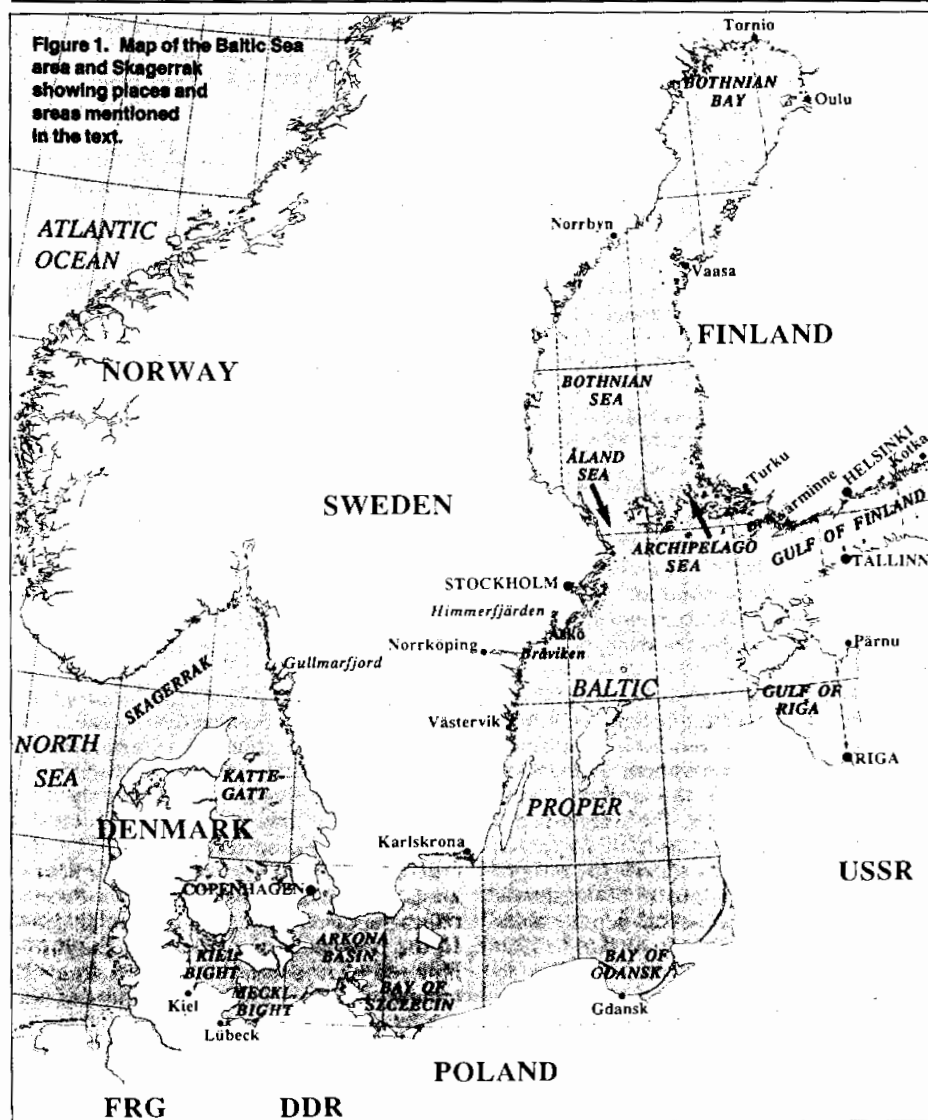 Figure 1. Map of the Baltic Sea
area and Skagerrak
showing places and
areas mentioned
in the text.
Tornio
BOTHNIAN
BAY
Oulu
ATLANTIC
OCEAN
Norrbyn
Vaasa
FINLAND
NORWAY
BOTHNIAN
SEA
ÅLAND
SEA
Turku
HELSINKI
Kotka
SWEDEN
ärminne
GULF OF FINLAND
ARCHIPELAGO
SEA
TALLINN
STOCKHOLM
Himmerfjärden
Askö
Norrköping
Bråviken
Pärnu
Gullmarfjord
SKAGERRAK
BALTIC
GULF OF
RIGA
Västervik
NORTH
SEA
RIGA
KATTE-
GATT
PROPER
DENMARK
Karlskrona
USSR
COPENHAGEN
ARKONA
BASIN
KIEL
BIGHT
BAY OF
GDANSK
MECKL.
BIGHT
BAY OF
SZCZECIN
Kiel
Gdansk
Lübeck
POLAND
FRG
DDR